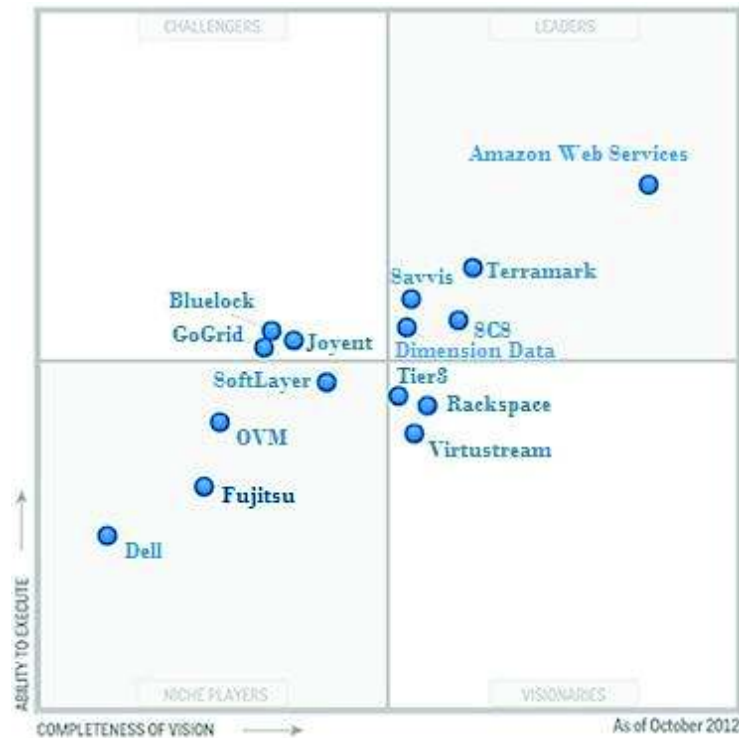 CHALLENGERS
LEADERS
Amazon Web Services
Terramark
Savvis
Bluelock
GoGrid
Joyent
SCS
Dimension Data
SoftLayer
Tier3
Rackspace
OVM
Virtustream
Fujitsu
Dell
ABILITY TO EXECUTE
NICHE PLAYERS
VISIONARIES
COMPLETENESS OF VISION
As of October 2012